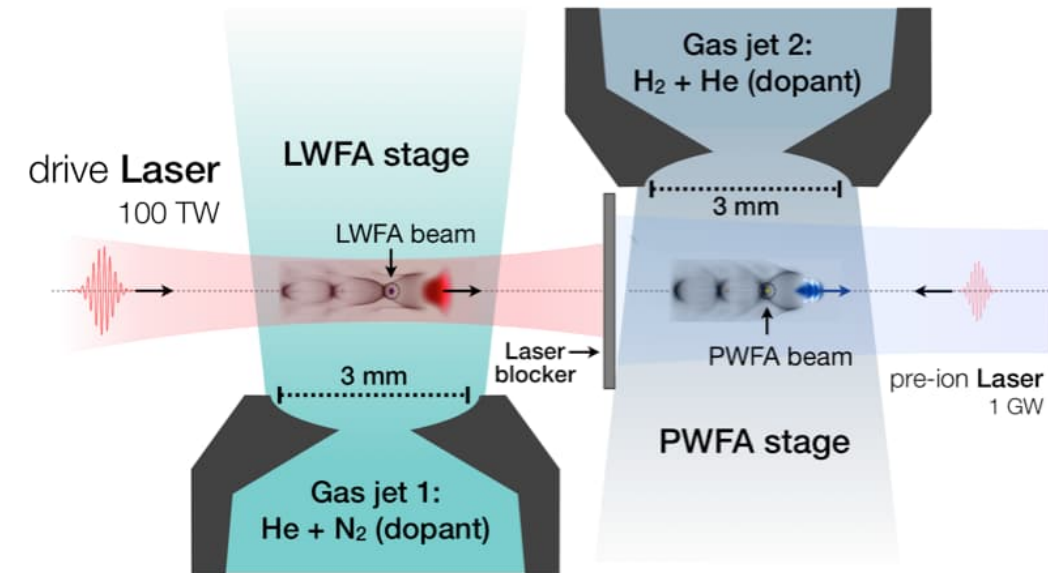 drive Laser
100 TW
LWFA stage
LWFA beam
3 mm
Gas jet 1:
He + N₂ (dopant)
Laser
blocker
Gas jet 2:
H₂ + He (dopant)
3 mm
PWFA beam
PWFA stage
pre-ion Laser
1 GW